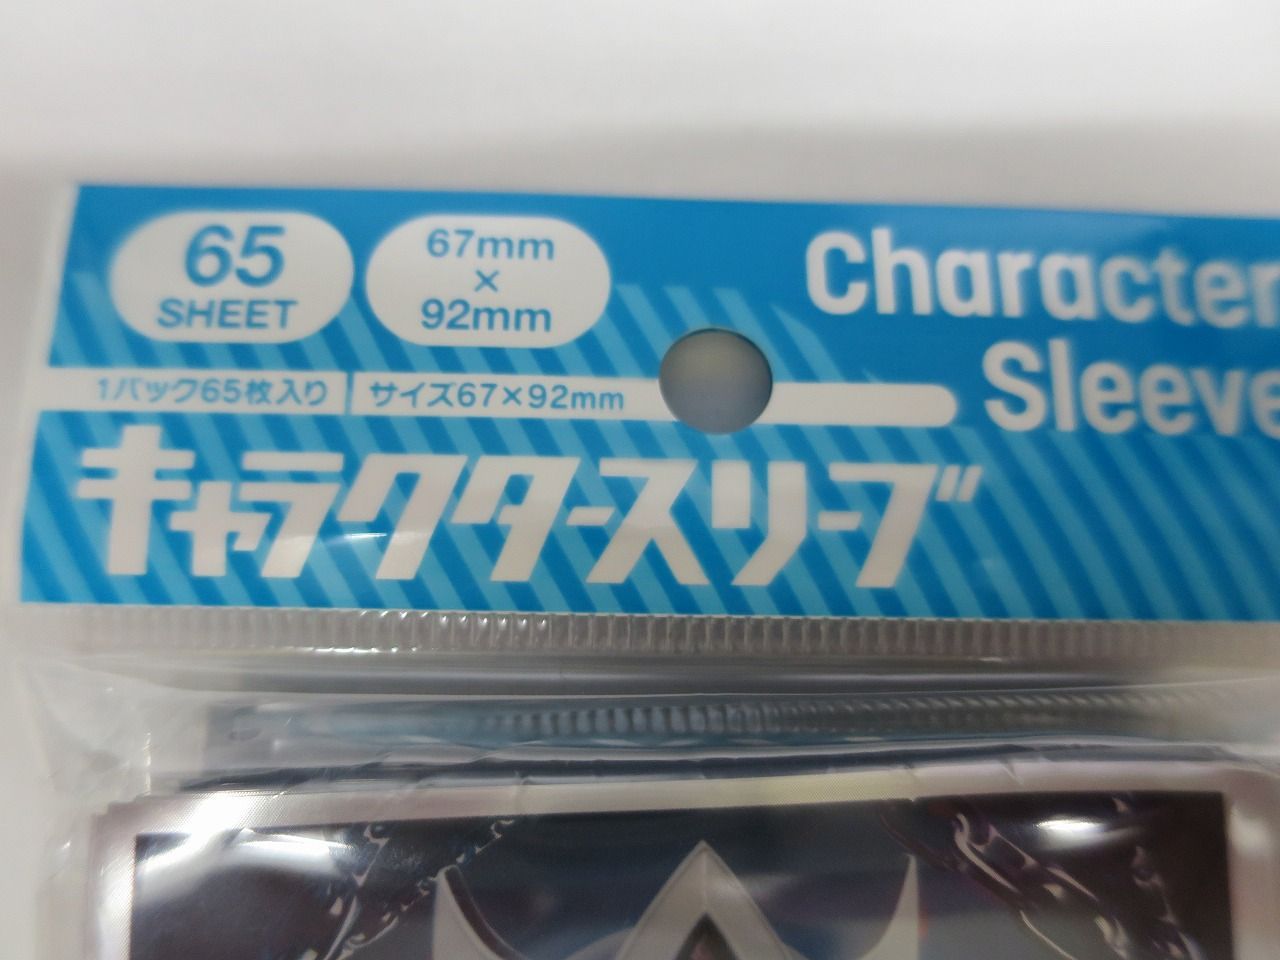 65
SHEET
67mm
×
92mm
Character
Sleeve
1パック65枚入り
サイズ67×92mm
キャラクタースリーブ